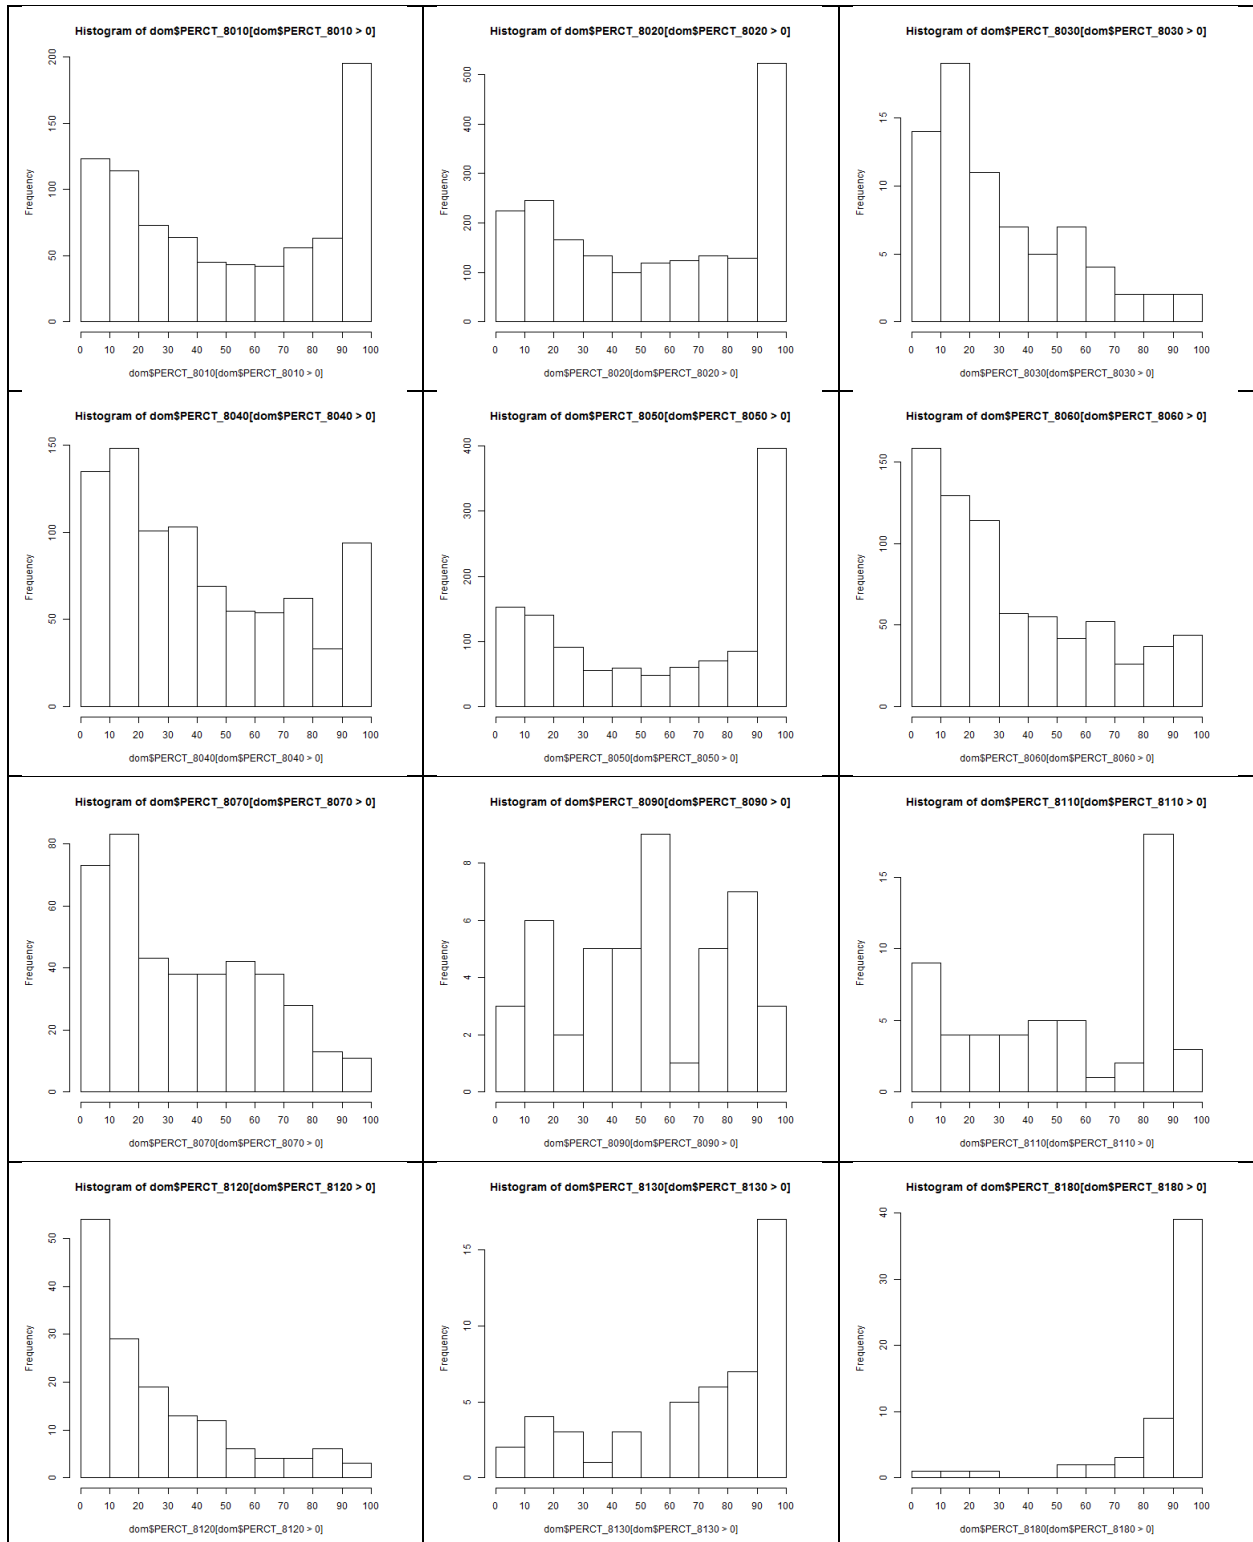 Histogram of dom$PERCT_8010[dom$PERCT_8010 > 0]
Frequency
200
150
100
50
0
0 10 20 30 40 50 60 70 80 90 100
dom$PERCT_8010[dom$PERCT_8010 > 0]
Histogram of dom$PERCT_8020[dom$PERCT_8020 > 0]
Frequency
500
400
300
200
100
0
0 10 20 30 40 50 60 70 80 90 100
dom$PERCT_8020[dom$PERCT_8020 > 0]
Histogram of dom$PERCT_8030[dom$PERCT_8030 > 0]
Frequency
15
10
5
0
0 10 20 30 40 50 60 70 80 90 100
dom$PERCT_8030[dom$PERCT_8030 > 0]
Histogram of dom$PERCT_8040[dom$PERCT_8040 > 0]
Frequency
150
100
50
0
0 10 20 30 40 50 60 70 80 90 100
dom$PERCT_8040[dom$PERCT_8040 > 0]
Histogram of dom$PERCT_8050[dom$PERCT_8050 > 0]
Frequency
400
300
200
100
0
0 10 20 30 40 50 60 70 80 90 100
dom$PERCT_8050[dom$PERCT_8050 > 0]
Histogram of dom$PERCT_8060[dom$PERCT_8060 > 0]
Frequency
150
100
50
0
0 10 20 30 40 50 60 70 80 90 100
dom$PERCT_8060[dom$PERCT_8060 > 0]
Histogram of dom$PERCT_8070[dom$PERCT_8070 > 0]
Frequency
80
60
40
20
0
0 10 20 30 40 50 60 70 80 90 100
dom$PERCT_8070[dom$PERCT_8070 > 0]
Histogram of dom$PERCT_8090[dom$PERCT_8090 > 0]
Frequency
8
6
4
2
0
0 10 20 30 40 50 60 70 80 90 100
dom$PERCT_8090[dom$PERCT_8090 > 0]
Histogram of dom$PERCT_8110[dom$PERCT_8110 > 0]
Frequency
15
10
5
0
0 10 20 30 40 50 60 70 80 90 100
dom$PERCT_8110[dom$PERCT_8110 > 0]
Histogram of dom$PERCT_8120[dom$PERCT_8120 > 0]
Frequency
50
40
30
20
10
0
0 10 20 30 40 50 60 70 80 90 100
dom$PERCT_8120[dom$PERCT_8120 > 0]
Histogram of dom$PERCT_8130[dom$PERCT_8130 > 0]
Frequency
15
10
5
0
0 10 20 30 40 50 60 70 80 90 100
dom$PERCT_8130[dom$PERCT_8130 > 0]
Histogram of dom$PERCT_8180[dom$PERCT_8180 > 0]
Frequency
40
30
20
10
0
0 10 20 30 40 50 60 70 80 90 100
dom$PERCT_8180[dom$PERCT_8180 > 0]